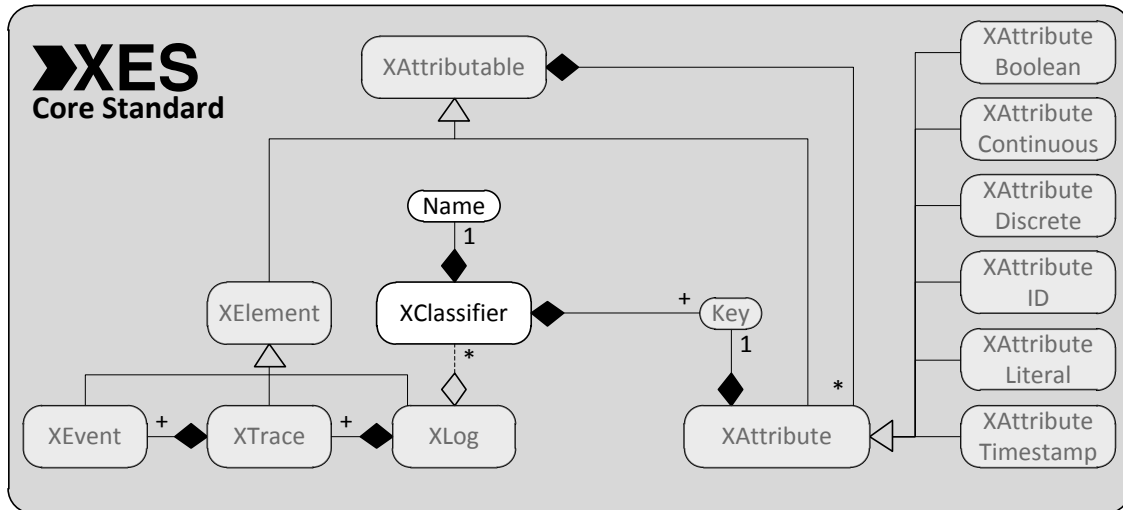 XES
Core Standard
XAttributable
XAttribute
Boolean
XAttribute
Continuous
XAttribute
Discrete
XAttribute
ID
XAttribute
Literal
XAttribute
Timestamp
Name
1
XElement
XClassifier
+
Key
*
1
*
XEvent
+
XTrace
+
XLog
XAttribute